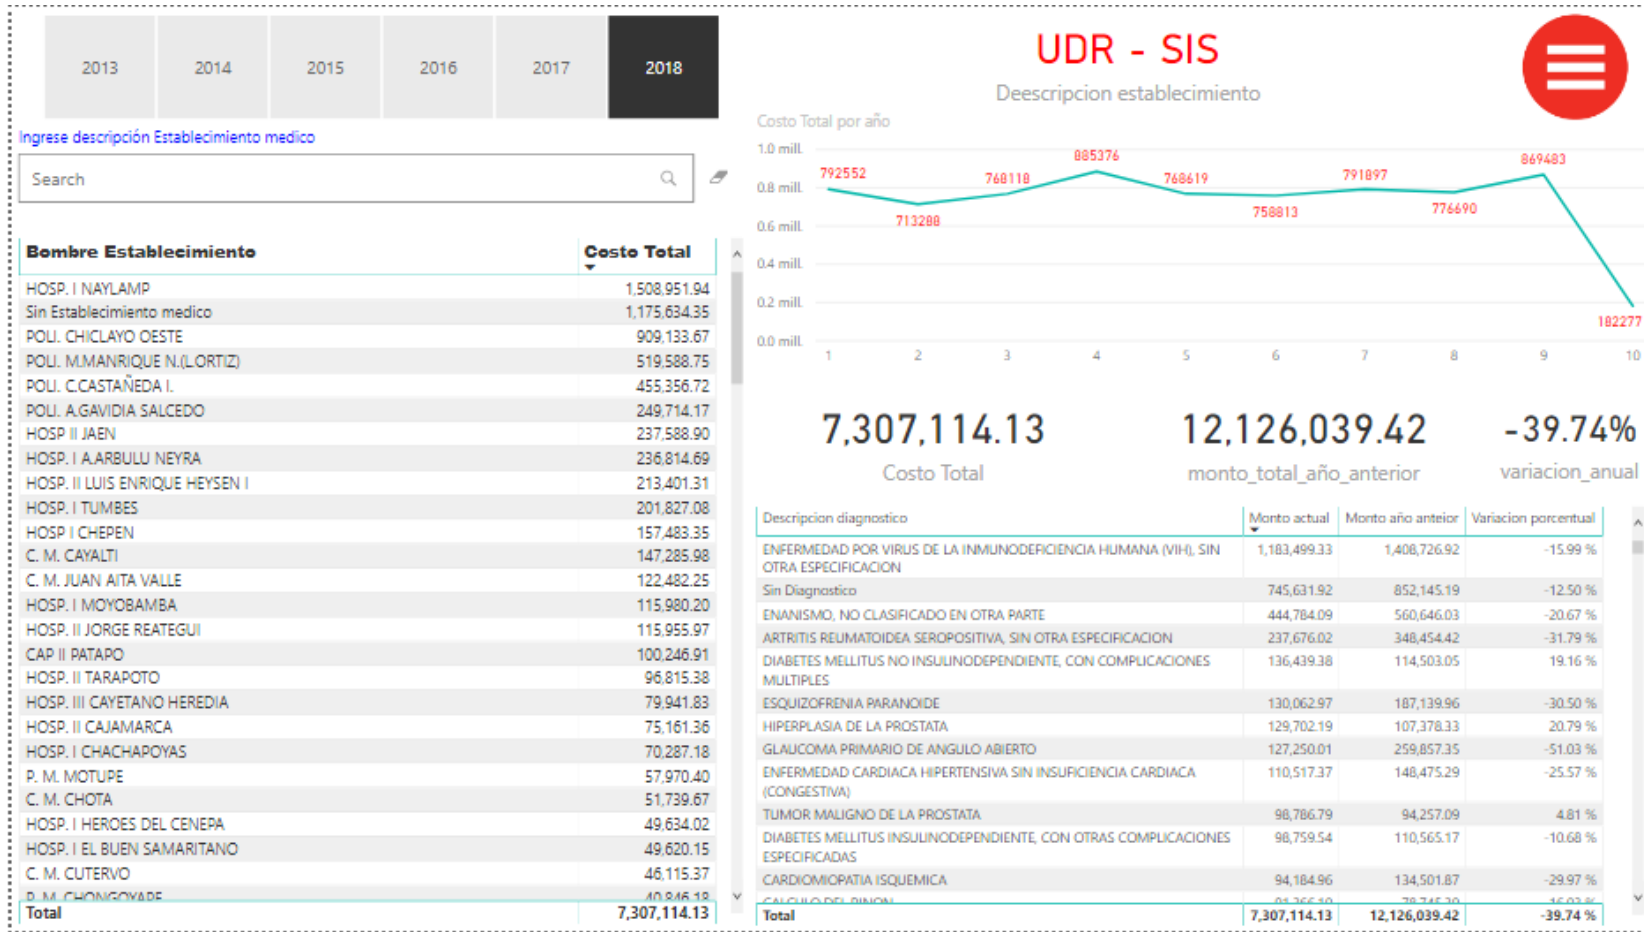 2013 2014 2015 2016 2017 2018
Ingrese descripción Establecimiento medico
Search
Bombre Establecimiento Costo Total
HOSP. I NAYLAMP 1,508,951.94
Sin Establecimiento medico 1,175,634.35
POLI. CHICLAYO OESTE 909,133.67
POLI. M.MANRIQUE N.(L.ORTIZ) 519,588.75
POLI. C.CASTAÑEDA I. 455,356.72
POLI. A.GAVIDIA SALCEDO 249,714.17
HOSP II JAEN 237,588.90
HOSP. I A.ARBULU NEYRA 236,814.69
HOSP. II LUIS ENRIQUE HEYSEN I 213,401.31
HOSP. I TUMBES 201,827.08
HOSP I CHEPEN 157,483.35
C. M. CAYALTI 147,285.98
C. M. JUAN AITA VALLE 122,482.25
HOSP. I MOYOBAMBA 115,980.20
HOSP. II JORGE REATEGUI 115,955.97
CAP II PATAPO 100,246.91
HOSP. II TARAPOTO 96,815.38
HOSP. III CAYETANO HEREDIA 79,941.83
HOSP. II CAJAMARCA 75,161.36
HOSP. I CHACHAPOYAS 70,287.18
P. M. MOTUPE 57,970.40
C. M. CHOTA 51,739.67
HOSP. I HEROES DEL CENEPA 49,634.02
HOSP. I EL BUEN SAMARITANO 49,620.15
C. M. CUTERVO 46,115.37
P. M. CHONGOYAPE 40,846.18
Total 7,307,114.13
UDR - SIS
Deescripcion establecimiento
Costo Total por año
1.0 mill.
0.8 mill.
0.6 mill.
0.4 mill.
0.2 mill.
0.0 mill.
792552 713288 768118 885376 768619 758813 791897 776690 869483 182277
1 2 3 4 5 6 7 8 9 10
7,307,114.13 12,126,039.42 -39.74%
Costo Total monto_total_año_anterior variacion_anual
Descripcion diagnostico Monto actual Monto año anteior Variacion porcentual
ENFERMEDAD POR VIRUS DE LA INMUNODEFICIENCIA HUMANA (VIH), SIN 1,183,499.33 1,408,726.92 -15.99 %
OTRA ESPECIFICACION
Sin Diagnostico 745,631.92 852,145.19 -12.50 %
ENANISMO, NO CLASIFICADO EN OTRA PARTE 444,784.09 560,646.03 -20.67 %
ARTRITIS REUMATOIDEA SEROPOSITIVA, SIN OTRA ESPECIFICACION 237,676.02 348,454.42 -31.79 %
DIABETES MELLITUS NO INSULINODEPENDIENTE, CON COMPLICACIONES 136,439.38 114,503.05 19.16 %
MULTIPLES
ESQUIZOFRENIA PARANOIDE 130,062.97 187,139.96 -30.50 %
HIPERPLASIA DE LA PROSTATA 129,702.19 107,378.33 20.79 %
GLAUCOMA PRIMARIO DE ANGULO ABIERTO 127,250.01 259,857.35 -51.03 %
ENFERMEDAD CARDIACA HIPERTENSIVA SIN INSUFICIENCIA CARDIACA 110,517.37 148,475.29 -25.57 %
(CONGESTIVA)
TUMOR MALIGNO DE LA PROSTATA 98,786.79 94,257.09 4.81 %
DIABETES MELLITUS INSULINODEPENDIENTE, CON OTRAS COMPLICACIONES 98,759.54 110,565.17 -10.68 %
ESPECIFICADAS
CARDIOMIOPATIA ISQUEMICA 94,184.96 134,501.87 -29.97 %
CALCULO DEL RINON
Total 7,307,114.13 12,126,039.42 -39.74 %